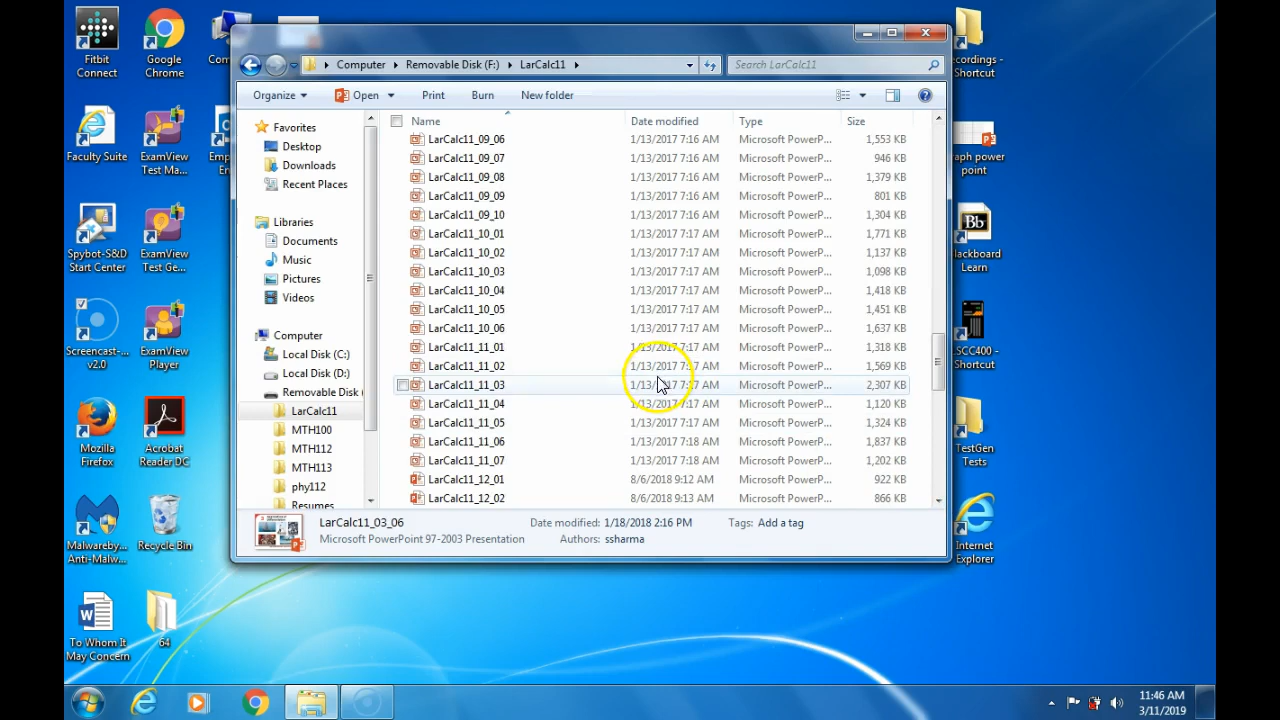 Fitbit
Connect
Google
Chrome
Com
Faculty Suite
ExamView
Test Ma...
Emp
En
Spybot-S&D
Start Center
ExamView
Test Ge...
Screencast-...
v2.0
ExamView
Player
Mozilla
Firefox
Acrobat
Reader DC
Malwareby...
Anti-Malw...
Recycle Bin
To Whom It
May Concern
64
Computer
Removable Disk (F:)
LarCalc11
Search LarCalc11
Organize
Open
Print
Burn
New folder
Favorites
Desktop
Downloads
Recent Places
Libraries
Documents
Music
Pictures
Videos
Computer
Local Disk (C:)
Local Disk (D:)
Removable Disk (
LarCalc11
MTH100
MTH112
MTH113
phy112
Resumes
Name Date modified Type Size
LarCalc11_09_06 1/13/2017 7:16 AM Microsoft PowerP... 1,553 KB
LarCalc11_09_07 1/13/2017 7:16 AM Microsoft PowerP... 946 KB
LarCalc11_09_08 1/13/2017 7:16 AM Microsoft PowerP... 1,379 KB
LarCalc11_09_09 1/13/2017 7:16 AM Microsoft PowerP... 801 KB
LarCalc11_09_10 1/13/2017 7:16 AM Microsoft PowerP... 1,304 KB
LarCalc11_10_01 1/13/2017 7:17 AM Microsoft PowerP... 1,771 KB
LarCalc11_10_02 1/13/2017 7:17 AM Microsoft PowerP... 1,137 KB
LarCalc11_10_03 1/13/2017 7:17 AM Microsoft PowerP... 1,098 KB
LarCalc11_10_04 1/13/2017 7:17 AM Microsoft PowerP... 1,418 KB
LarCalc11_10_05 1/13/2017 7:17 AM Microsoft PowerP... 1,451 KB
LarCalc11_10_06 1/13/2017 7:17 AM Microsoft PowerP... 1,637 KB
LarCalc11_11_01 1/13/2017 7:17 AM Microsoft PowerP... 1,318 KB
LarCalc11_11_02 1/13/2017 7:17 AM Microsoft PowerP... 1,569 KB
LarCalc11_11_03 1/13/2017 7:17 AM Microsoft PowerP... 2,307 KB
LarCalc11_11_04 1/13/2017 7:17 AM Microsoft PowerP... 1,120 KB
LarCalc11_11_05 1/13/2017 7:17 AM Microsoft PowerP... 1,324 KB
LarCalc11_11_06 1/13/2017 7:18 AM Microsoft PowerP... 1,837 KB
LarCalc11_11_07 1/13/2017 7:18 AM Microsoft PowerP... 1,202 KB
LarCalc11_12_01 8/6/2018 9:12 AM Microsoft PowerP... 922 KB
LarCalc11_12_02 8/6/2018 9:13 AM Microsoft PowerP... 866 KB
LarCalc11_03_06 Date modified: 1/18/2018 2:16 PM Tags: Add a tag
Microsoft PowerPoint 97-2003 Presentation Authors: ssharma
ecordings -
Shortcut
aph power
point
Bb
lackboard
Learn
SCC400 -
Shortcut
TestGen
Tests
Internet
Explorer
11:46 AM
3/11/2019